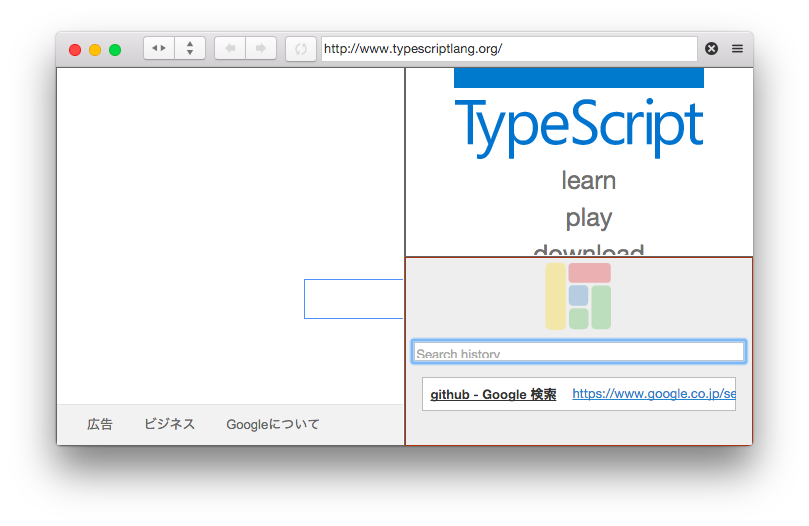 http://www.typescriptlang.org/
TypeScript
learn
play
download
Search history
github - Google 検索 https://www.google.co.jp/se
広告 ビジネス Googleについて